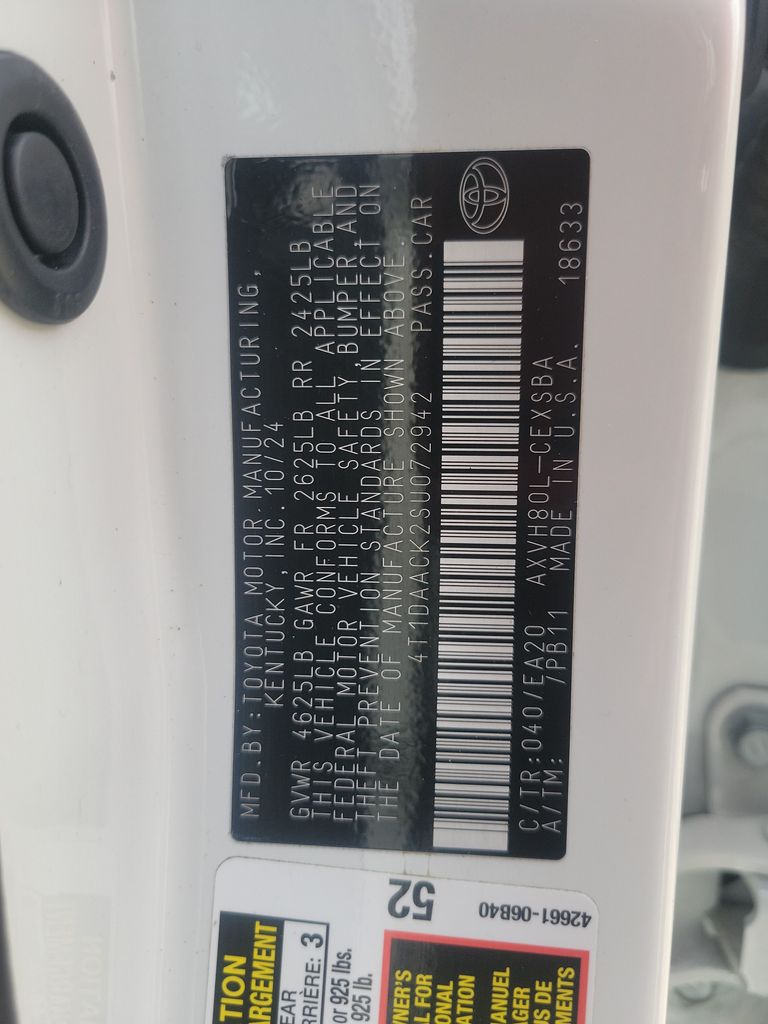 MFD.BY:TOYOTA MOTOR MANUFACTURING,
KENTUCKY, INC. 10/24
GVWR 4625LB GAWR FR 2625LB RR 2425LB
THIS VEHICLE CONFORMS TO ALL APPLICABLE
FEDERAL MOTOR VEHICLE SAFETY, BUMPER, AND
THEFT PREVENTION STANDARDS IN EFFECT ON
THE DATE OF MANUFACTURE SHOWN ABOVE.
4T1DAACK2SU072942 PASS.CAR
C/TR:040/EA20 AXVH80L-CEXSBA
A/TM: /PB11 MADE IN U.S.A. 18633
TION
ARGEMENT
EAR
RRIÈRE: 3
or 925 lbs.
925 lb.
52
42661-06B40
NER'S
L FOR
ONAL
ATION
ANUEL
AGER
S DE
MENTS